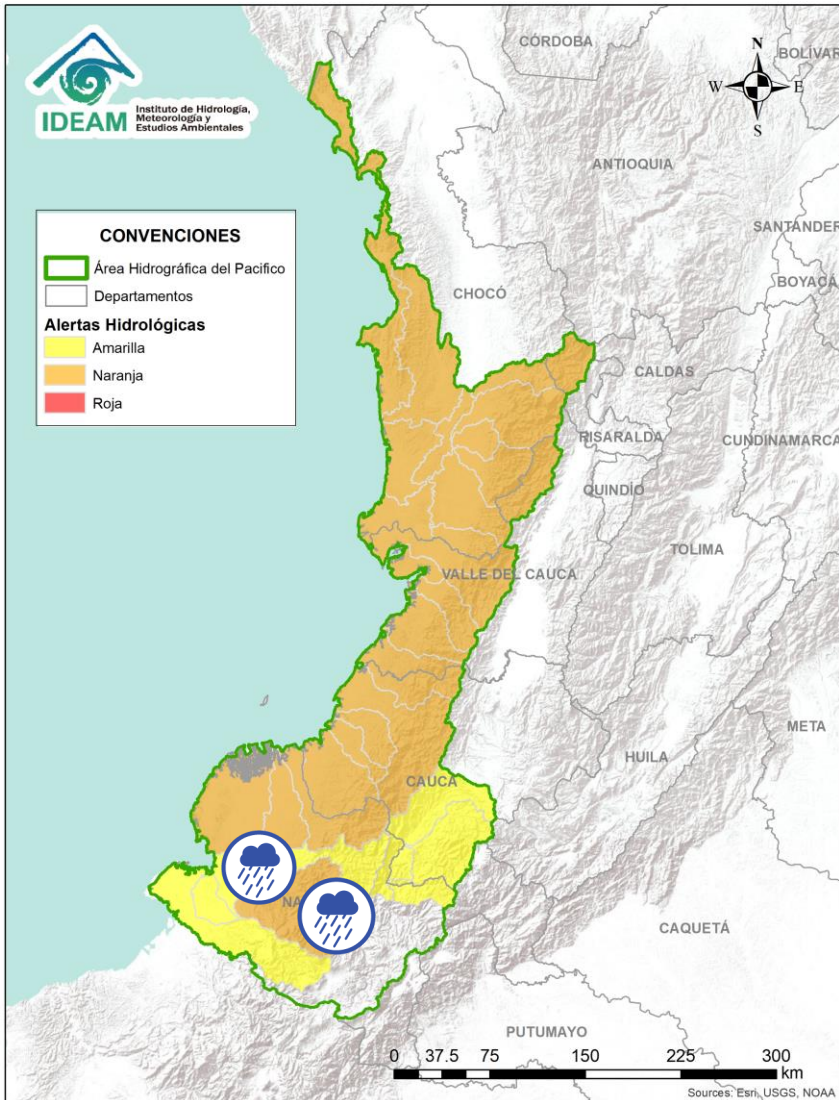 CÓRDOBA
BOLÍVAR
N
W
E
S
IDEAM
Instituto de Hidrología,
Meteorología y
Estudios Ambientales
ANTIOQUIA
SANTANDER
CONVENCIONES
Área Hidrográfica del Pacifico
Departamentos
Alertas Hidrológicas
Amarilla
Naranja
Roja
BOYACÁ
CHOCÓ
CALDAS
RISARALDA
CUNDINAMARCA
QUINDÍO
TOLIMA
VALLE DEL CAUCA
META
HUILA
CAUCA
NA
CAQUETÁ
PUTUMAYO
0 37.5 75 150 225 300
km
Sources: Esri, USGS, NOAA